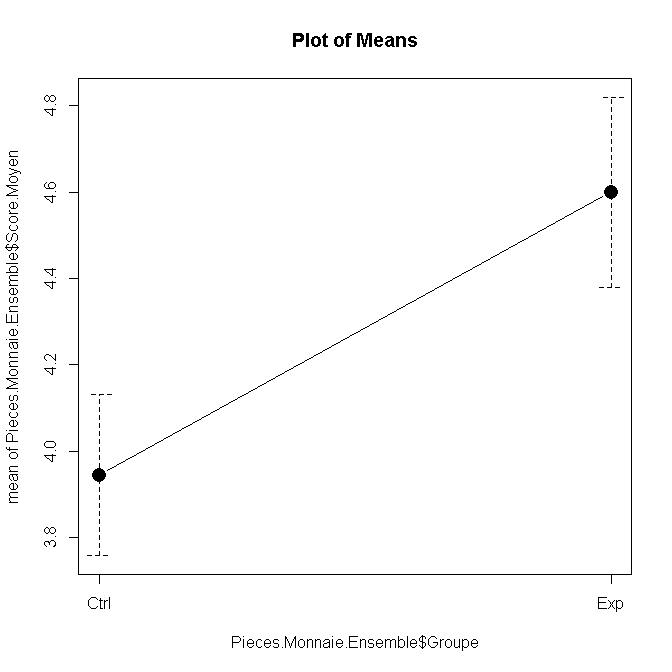 Plot of Means
mean of Pieces.Monnaie.Ensemble$Score.Moyen
4.8
4.6
4.4
4.2
4.0
3.8
Ctrl
Exp
Pieces.Monnaie.Ensemble$Groupe